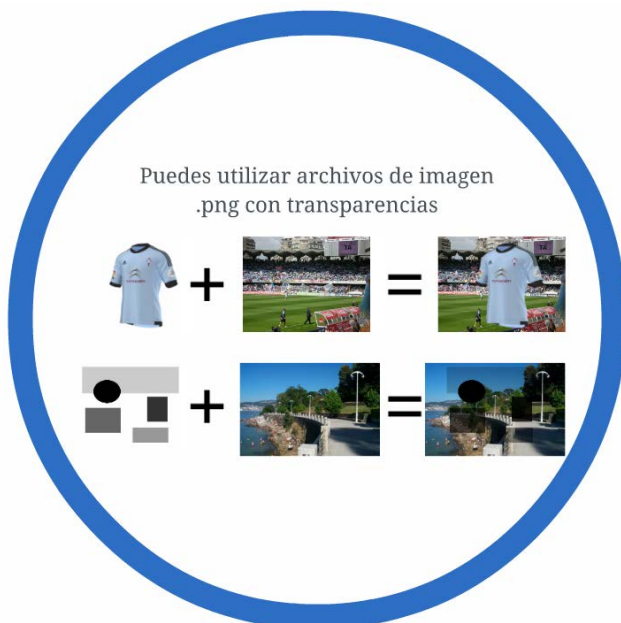 Puedes utilizar archivos de imagen
.png con transparencias
+
=
+
=